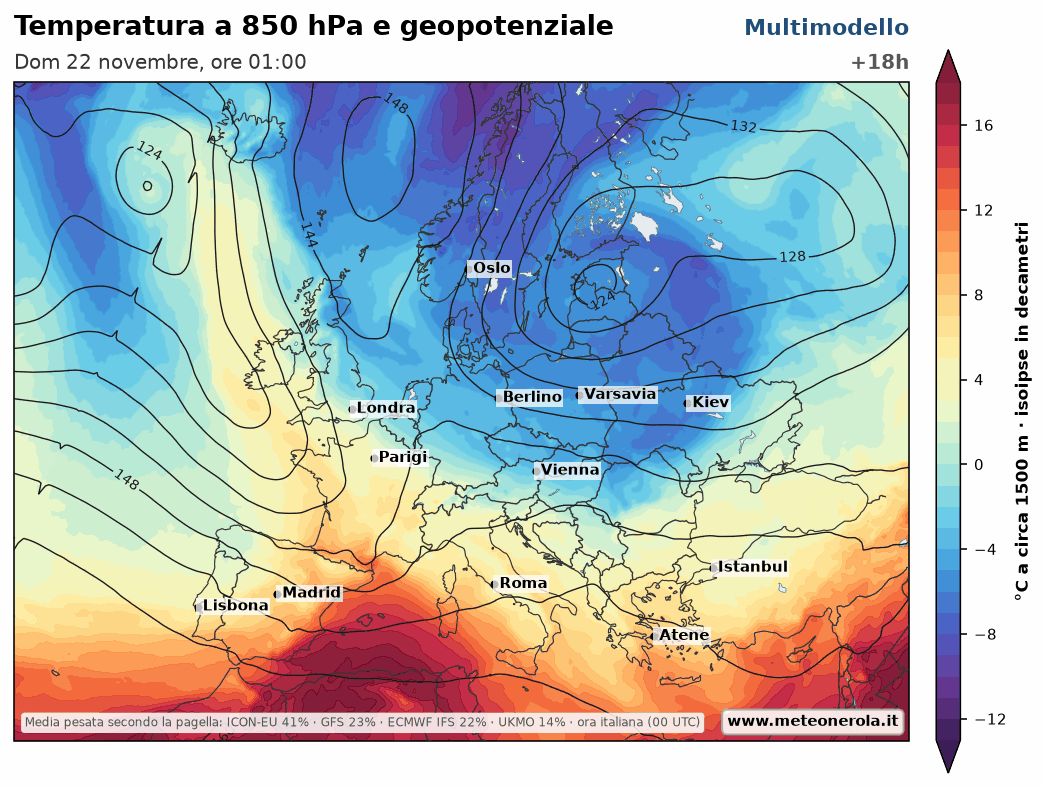 Temperatura a 850 hPa e geopotenziale
Multimodello
Dom 22 novembre, ore 01:00
+18h
148
132
124
144
128
124
148
Oslo
Londra
Berlino
Varsavia
Kiev
Parigi
Vienna
Roma
Istanbul
Madrid
Lisbona
Atene
Media pesata secondo la pagella: ICON-EU 41% · GFS 23% · ECMWF IFS 22% · UKMO 14% · ora italiana (00 UTC)
www.meteonerola.it
16
12
8
4
0
−4
−8
−12
°C a circa 1500 m · isoipse in decametri